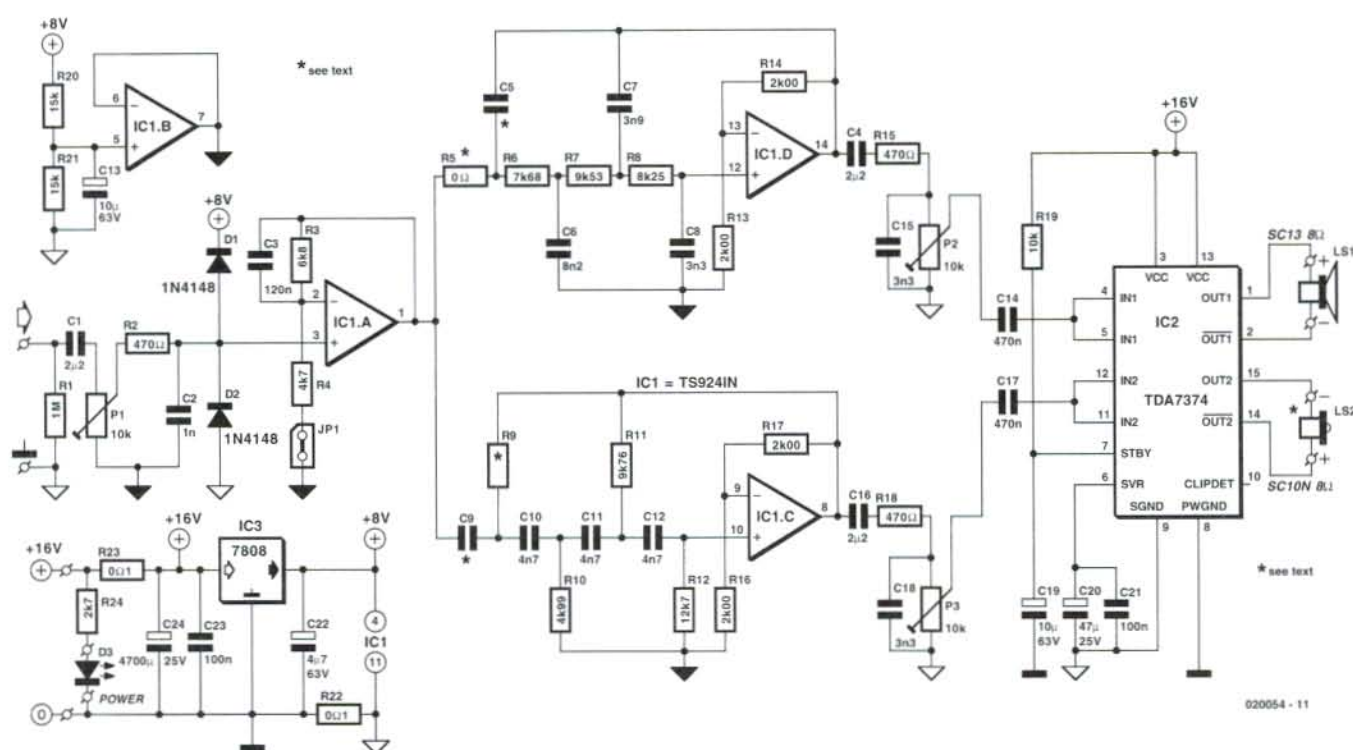 +8V
R20
15k
IC1.B
6
5
7
R21
15k
C13
10µ
63V
* see text
C5
*
C7
3n9
R14
2k00
R5 *
0Ω
R6
7k68
R7
9k53
R8
8k25
13
12
14
IC1.D
C4
2µ2
R15
470Ω
C6
8n2
C8
3n3
R13
2k00
C15
3n3
P2
10k
+8V
D1
1N4148
C3
120n
R3
6k8
2
3
1
IC1.A
R4
4k7
JP1
C1
2µ2
R1
1M
P1
10k
R2
470Ω
C2
1n
D2
1N4148
IC1 = TS924IN
R9
*
R11
9k76
R17
2k00
C9
*
C10
4n7
C11
4n7
C12
4n7
R10
4k99
R12
12k7
R16
2k00
9
10
8
IC1.C
C16
2µ2
R18
470Ω
C18
3n3
P3
10k
C14
470n
C17
470n
+16V
R19
10k
3
VCC
13
VCC
4
IN1
5
IN1
12
IN2
11
IN2
7
STBY
6
SVR
IC2
TDA7374
OUT1
1
OUT1
2
OUT2
15
OUT2
14
CLIPDET
10
SGND
9
PWGND
8
SC13 8Ω
LS1
+
−
−
*
LS2
+
SC10N 8Ω
* see text
C19
10µ
63V
C20
47µ
25V
C21
100n
+16V
R23
0Ω1
R24
2k7
D3
POWER
0
+16V
C24
4700µ
25V
C23
100n
IC3
7808
C22
4µ7
63V
R22
0Ω1
+8V
4
IC1
11
020054 - 11